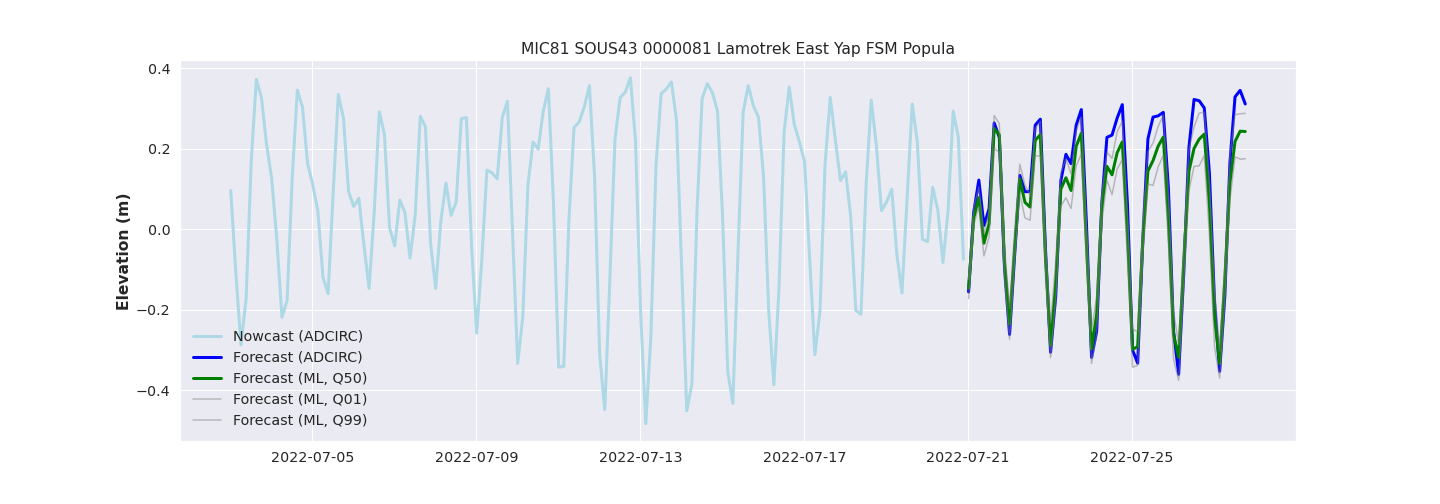 MIC81 SOUS43 0000081 Lamotrek East Yap FSM Popula
0.4
0.2
0.0
−0.2
−0.4
Elevation (m)
Nowcast (ADCIRC)
Forecast (ADCIRC)
Forecast (ML, Q50)
Forecast (ML, Q01)
Forecast (ML, Q99)
2022-07-05 2022-07-09 2022-07-13 2022-07-17 2022-07-21 2022-07-25